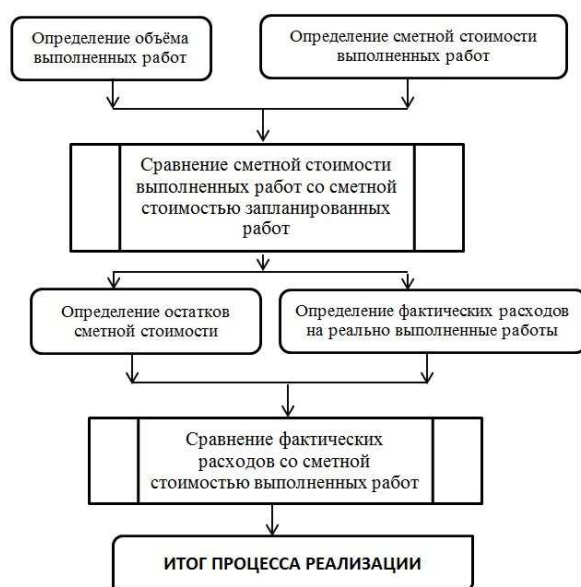 Определение объёма
выполненных работ
Определение сметной стоимости
выполненных работ
Сравнение сметной стоимости
выполненных работ со сметной
стоимостью запланированных
работ
Определение остатков
сметной стоимости
Определение фактических расходов
на реально выполненные работы
Сравнение фактических
расходов со сметной
стоимостью выполненных работ
ИТОГ ПРОЦЕССА РЕАЛИЗАЦИИ